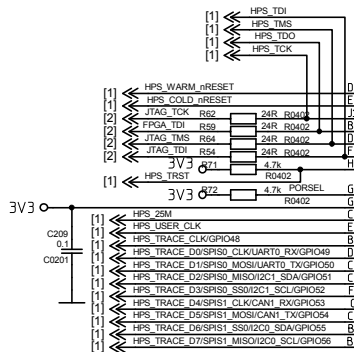 [1] HPS_TDI
[1] HPS_TMS
[1] HPS_TDO
[1] HPS_TCK
[1] HPS_WARM_nRESET D
[1] HPS_COLD_nRESET E
[2] JTAG_TCK R62 24R R0402 J
[2] FPGA_TDI R59 24R R0402 B
[2] JTAG_TMS R64 24R R0402 D
[2] JTAG_TDI R54 24R R0402 F
3V3 R71 4.7k
[1] HPS_TRST R0402 H
3V3 R72 4.7k PORSEL G
R0402 G
3V3
[1] HPS_25M C
[1] HPS_USER_CLK E
[1] HPS_TRACE_CLK/GPIO48 B
[1] HPS_TRACE_D0/SPIS0_CLK/UART0_RX/GPIO49 D
[1] HPS_TRACE_D1/SPIS0_MOSI/UART0_TX/GPIO50 C
[1] HPS_TRACE_D2/SPIS0_MISO/I2C1_SDA/GPIO51 C
[1] HPS_TRACE_D3/SPIS0_SS0/I2C1_SCL/GPIO52 F
[1] HPS_TRACE_D4/SPIS1_CLK/CAN1_RX/GPIO53
[1] HPS_TRACE_D5/SPIS1_MOSI/CAN1_TX/GPIO54 C
[1] HPS_TRACE_D6/SPIS1_SS0/I2C0_SDA/GPIO55 B
[1] HPS_TRACE_D7/SPIS1_MISO/I2C0_SCL/GPIO56 B
C209
0.1
C0201